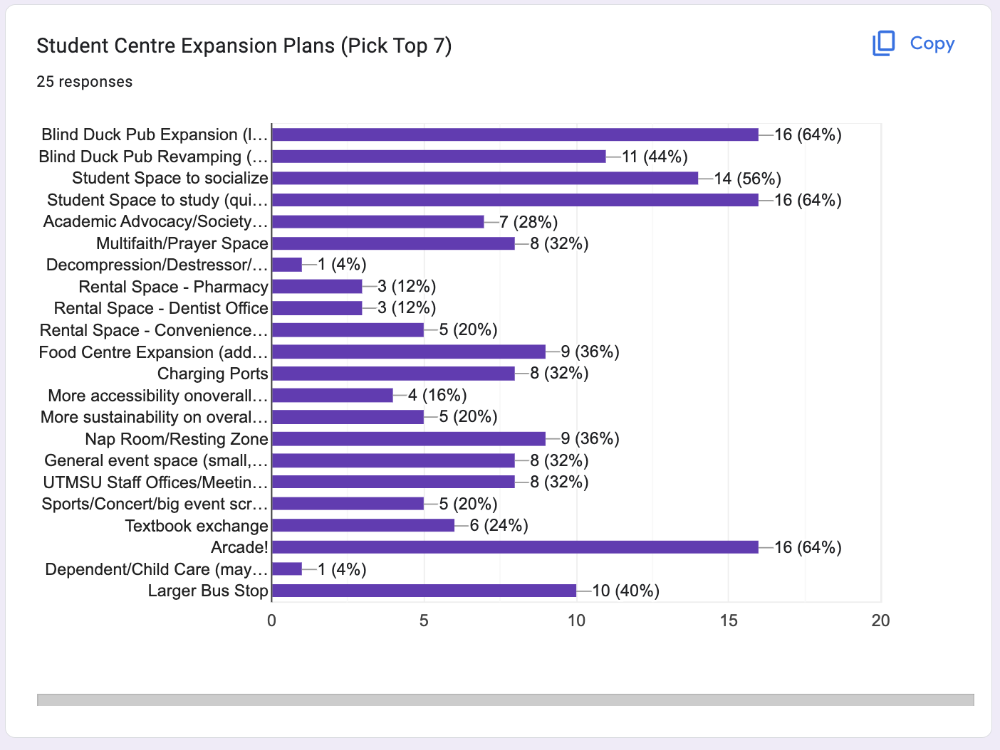 Student Centre Expansion Plans (Pick Top 7)
Copy
25 responses
Blind Duck Pub Expansion (l… 16 (64%)
Blind Duck Pub Revamping (… 11 (44%)
Student Space to socialize 14 (56%)
Student Space to study (qui… 16 (64%)
Academic Advocacy/Society… 7 (28%)
Multifaith/Prayer Space 8 (32%)
Decompression/Destressor/… 1 (4%)
Rental Space - Pharmacy 3 (12%)
Rental Space - Dentist Office 3 (12%)
Rental Space - Convenience… 5 (20%)
Food Centre Expansion (add… 9 (36%)
Charging Ports 8 (32%)
More accessibility onoverall… 4 (16%)
More sustainability on overal… 5 (20%)
Nap Room/Resting Zone 9 (36%)
General event space (small,… 8 (32%)
UTMSU Staff Offices/Meetin… 8 (32%)
Sports/Concert/big event scr… 5 (20%)
Textbook exchange 6 (24%)
Arcade! 16 (64%)
Dependent/Child Care (may… 1 (4%)
Larger Bus Stop 10 (40%)
0 5 10 15 20